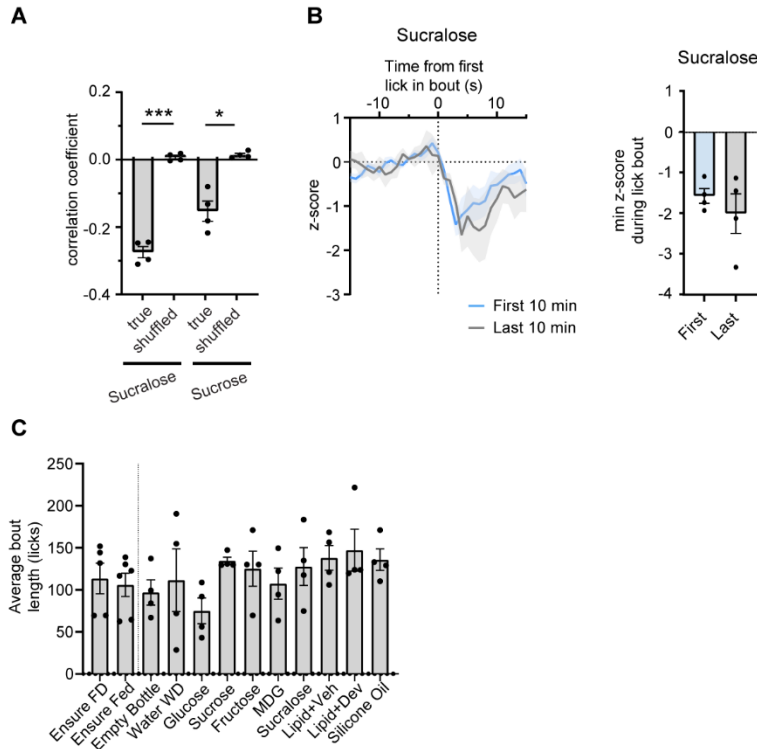 A
correlation coefficient
0.2
0.0
-0.2
-0.4
***
*
true
shuffled
true
shuffled
Sucralose
Sucrose
B
Sucralose
Time from first
lick in bout (s)
-10
0
10
z-score
1
0
-1
-2
-3
First 10 min
Last 10 min
Sucralose
min z-score
during lick bout
1
0
-1
-2
-3
-4
First
Last
C
Average bout
length (licks)
250
200
150
100
50
0
Ensure FD
Ensure Fed
Empty Bottle
Water WD
Glucose
Sucrose
Fructose
MDG
Sucralose
Lipid+Veh
Lipid+Dev
Silicone Oil